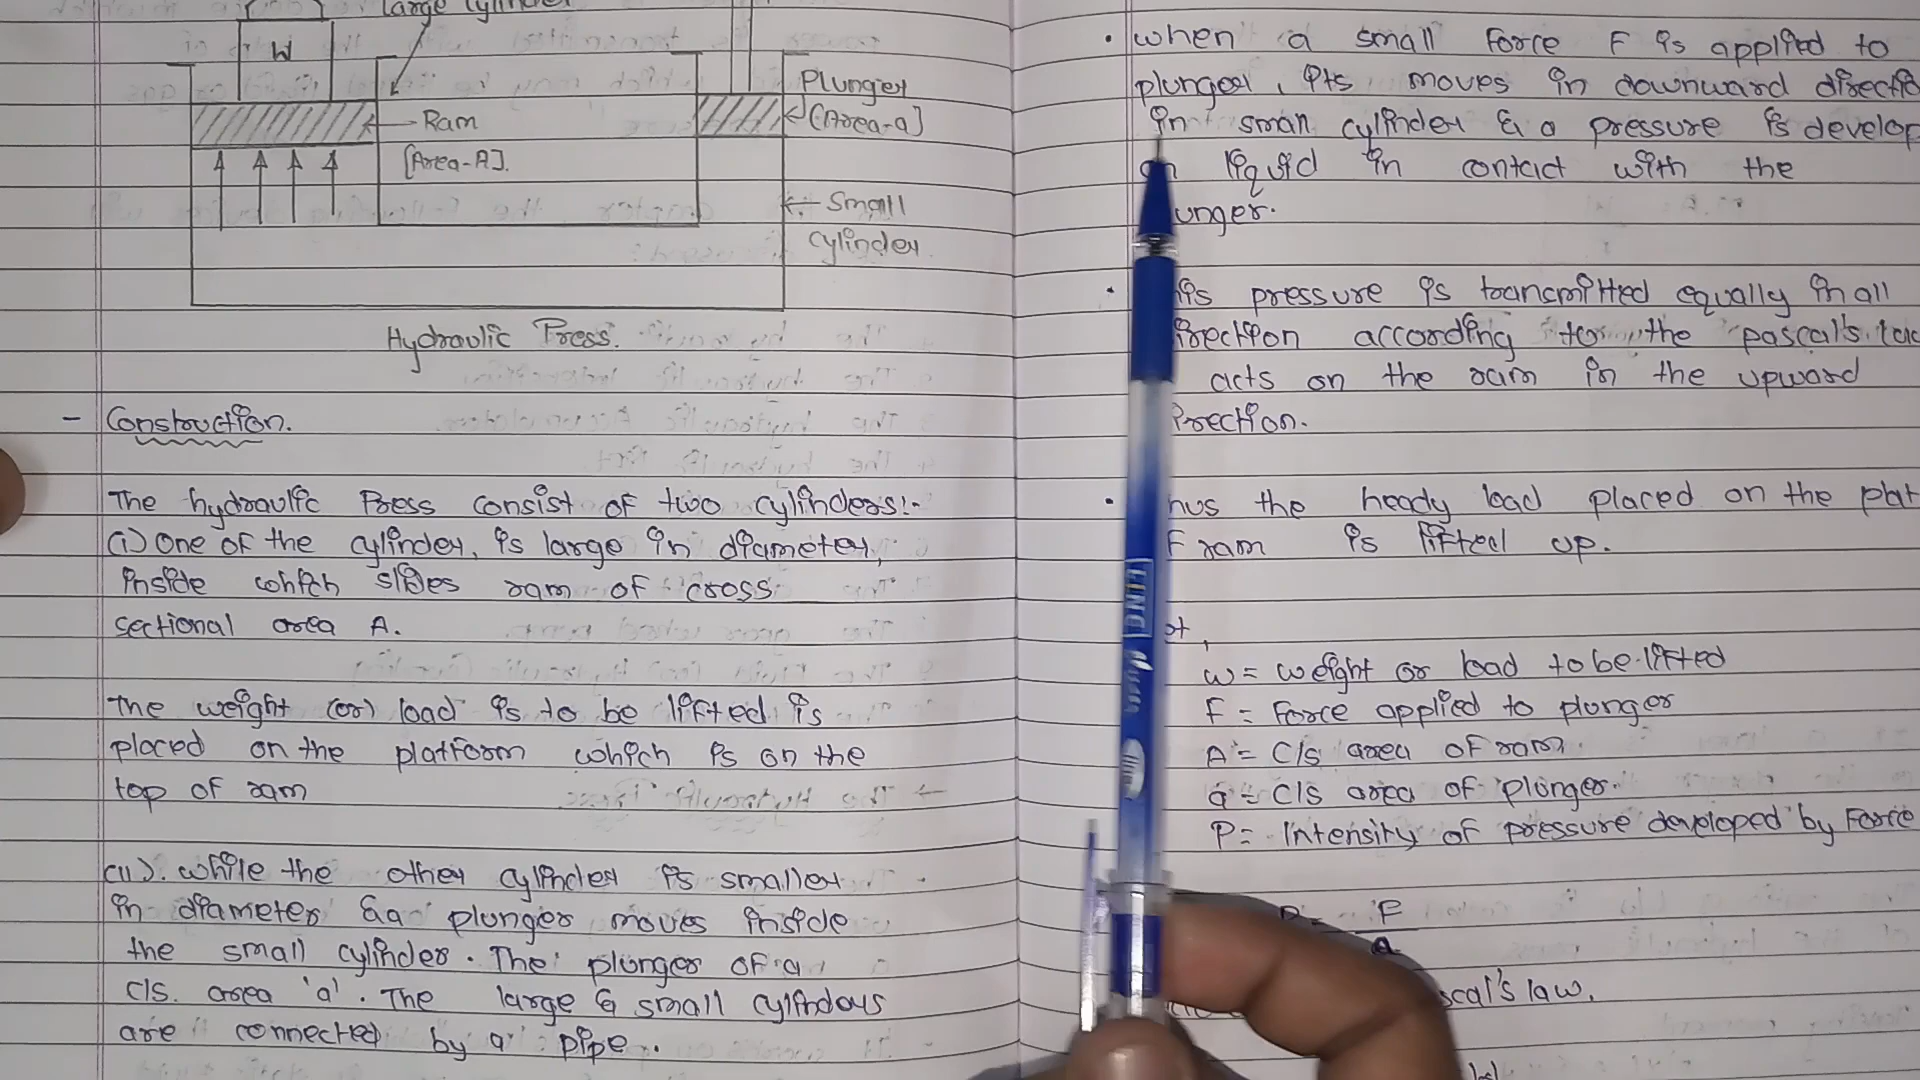 large cylinder
W
Plunger
(Area-a)
Ram
[Area-A].
Small
cylinder.
Hydraulic Press.
- Construction.
The hydraulic Press consist of two cylinders:-
(i) One of the cylinder, is large in diameter,
inside which slides ram of cross
sectional area A.
The weight (or) load is to be lifted is
placed on the platform which is on the
top of ram
(ii). while the other cylinder is smaller
in diameter & a plunger moves inside
the small cylinder. The plunger of a
C/s. area 'a'. The large & small cylindors
are connected by a pipe.
• when a small Force F is applied to
plunger, its moves in downward directio
in small cylinder & a pressure is develop
liquid in contact with the
unger.
• is pressure is trancmitted equally in all
irection according to the pascal's
acts on the ram in the upward
irection.
• hus the heady load placed on the plat
F ram is lifted up.
et,
w = weight or load to be lifted
F = Force applied to plunger
A = C/s area of ram.
a = C/s area of plunger.
P = Intensity of pressure developed by Force
P = F
a
scal's law.